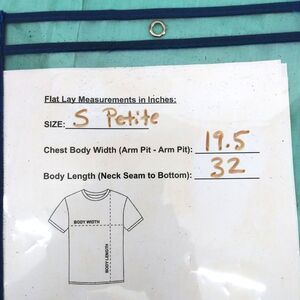 Flat Lay Measurements in Inches:
SIZE: S Petite
Chest Body Width (Arm Pit - Arm Pit): 19.5
Body Length (Neck Seam to Bottom): 32
BODY WIDTH
BODY LENGTH